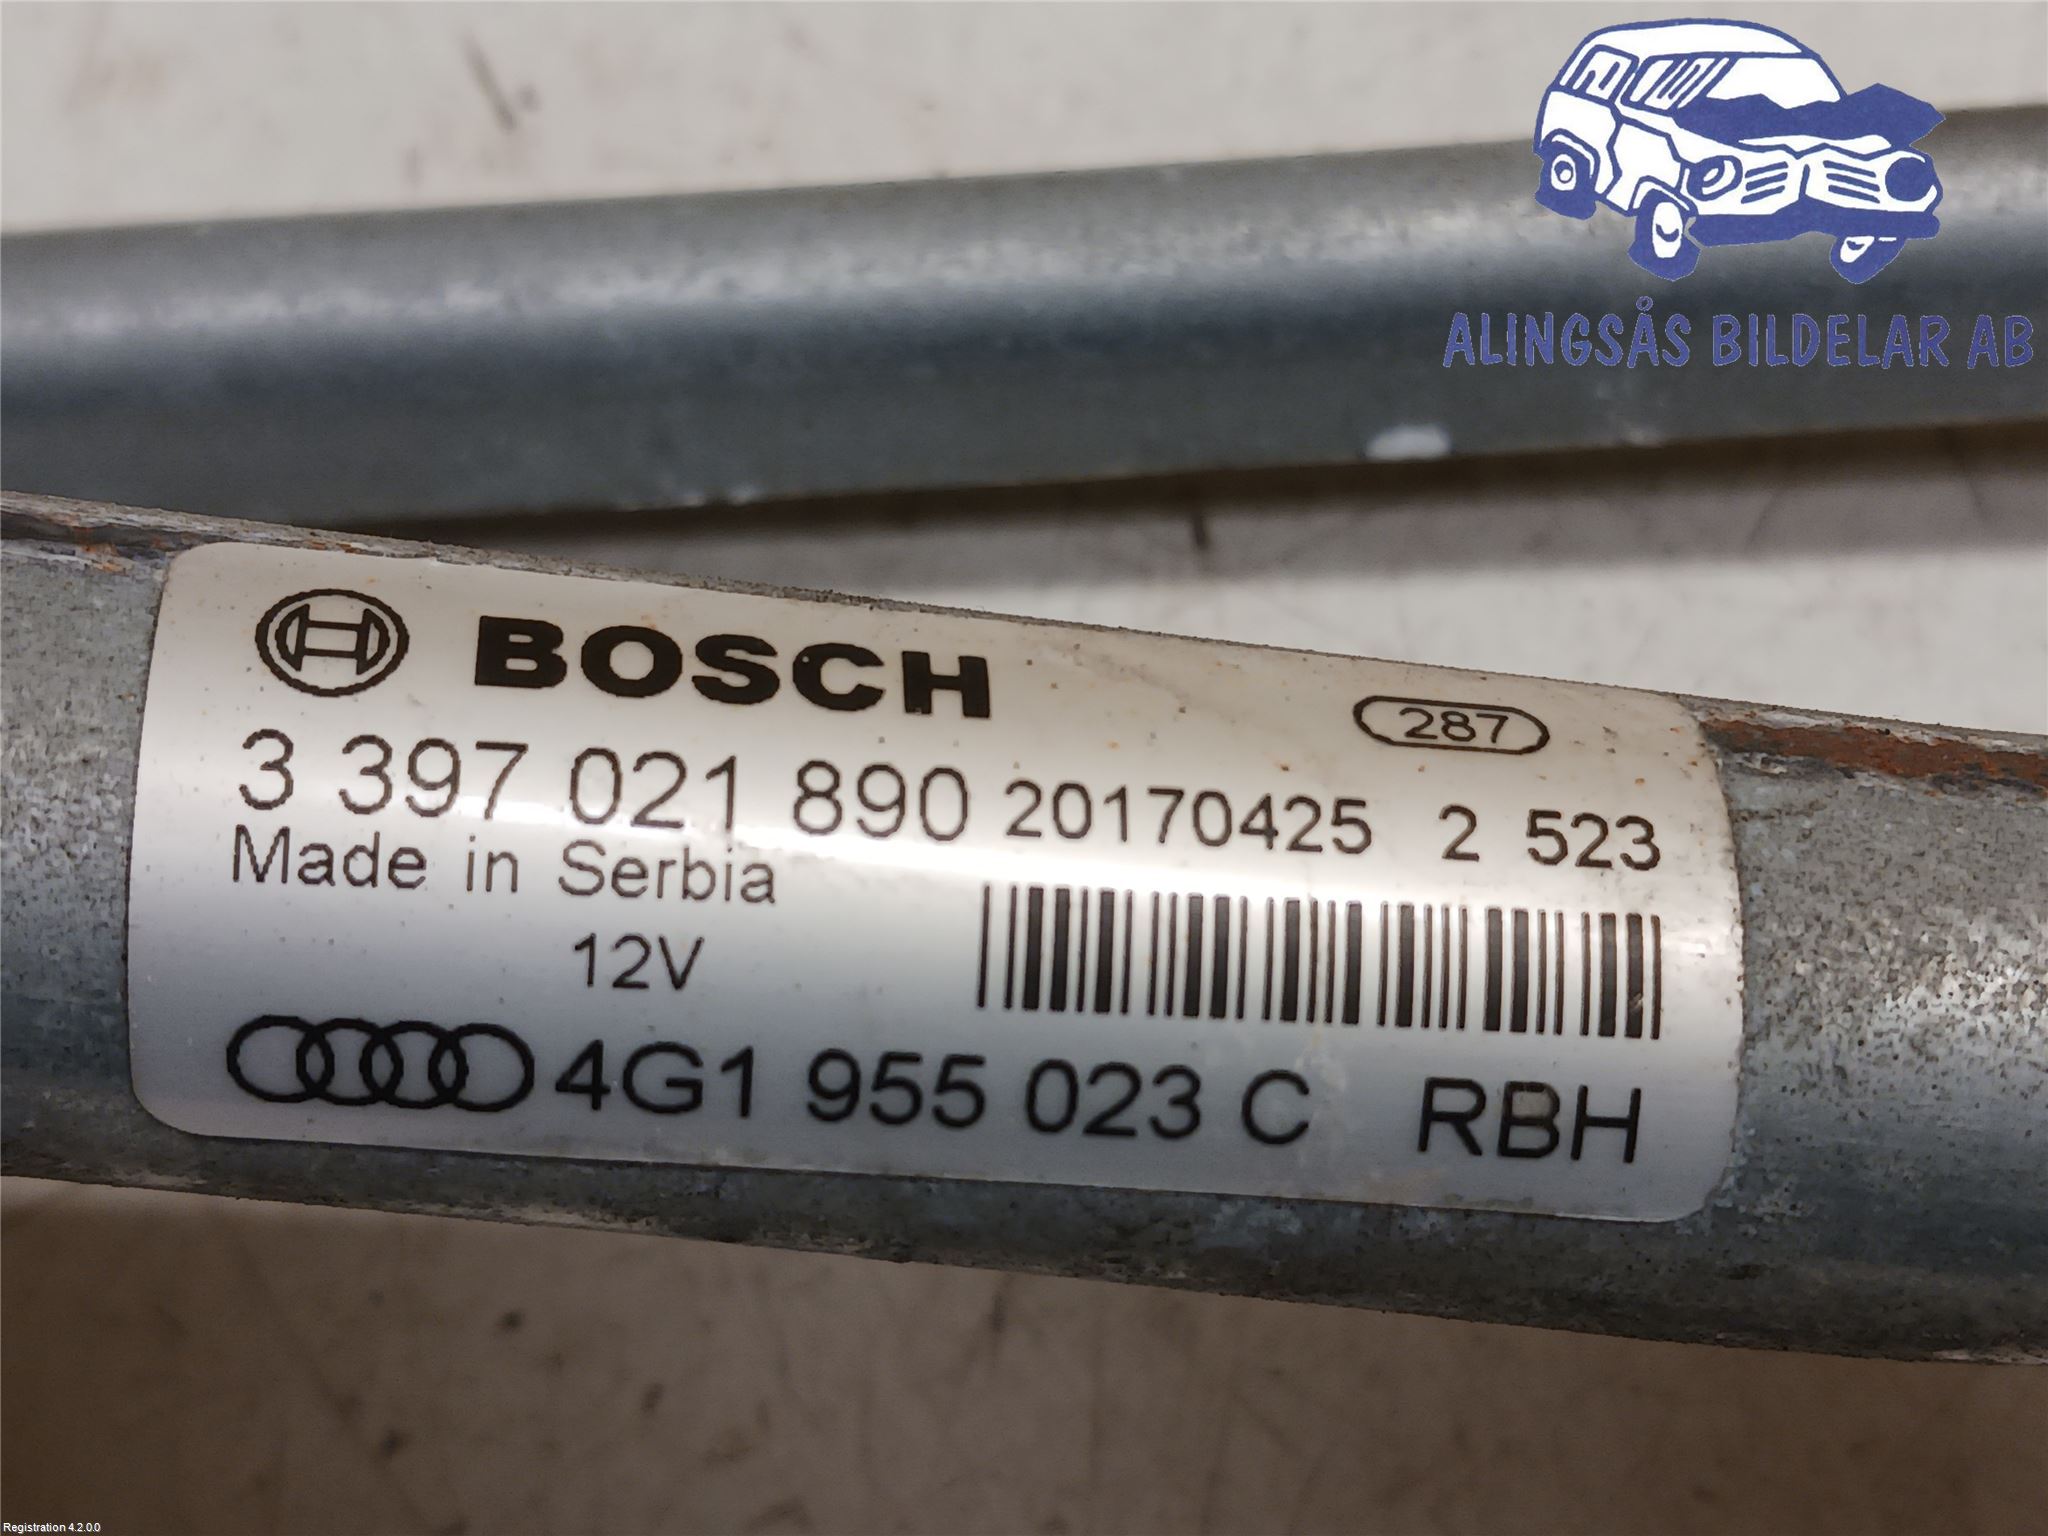 ALINGSÅS BILDELAR AB
BOSCH
287
3 397 021 890 20170425 2 523
Made in Serbia
12V
4G1 955 023 C RBH
Registration 4.2.0.0